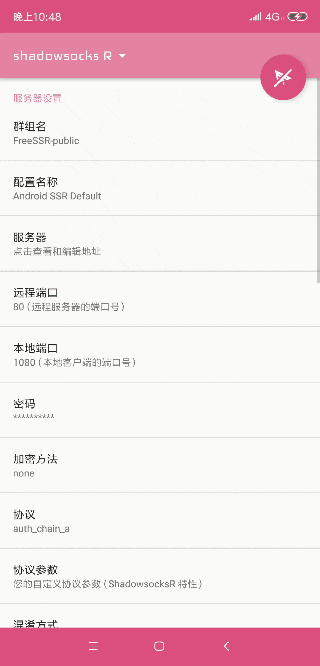 晚上10:48
4G
shadowsocks R
服务器设置
群组名
FreeSSR-public
配置名称
Android SSR Default
服务器
点击查看和编辑地址
远程端口
80（远程服务器的端口号）
本地端口
1080（本地客户端的端口号）
密码
**********
加密方法
none
协议
auth_chain_a
协议参数
您的自定义协议参数（ShadowsocksR 特性）
混淆方式